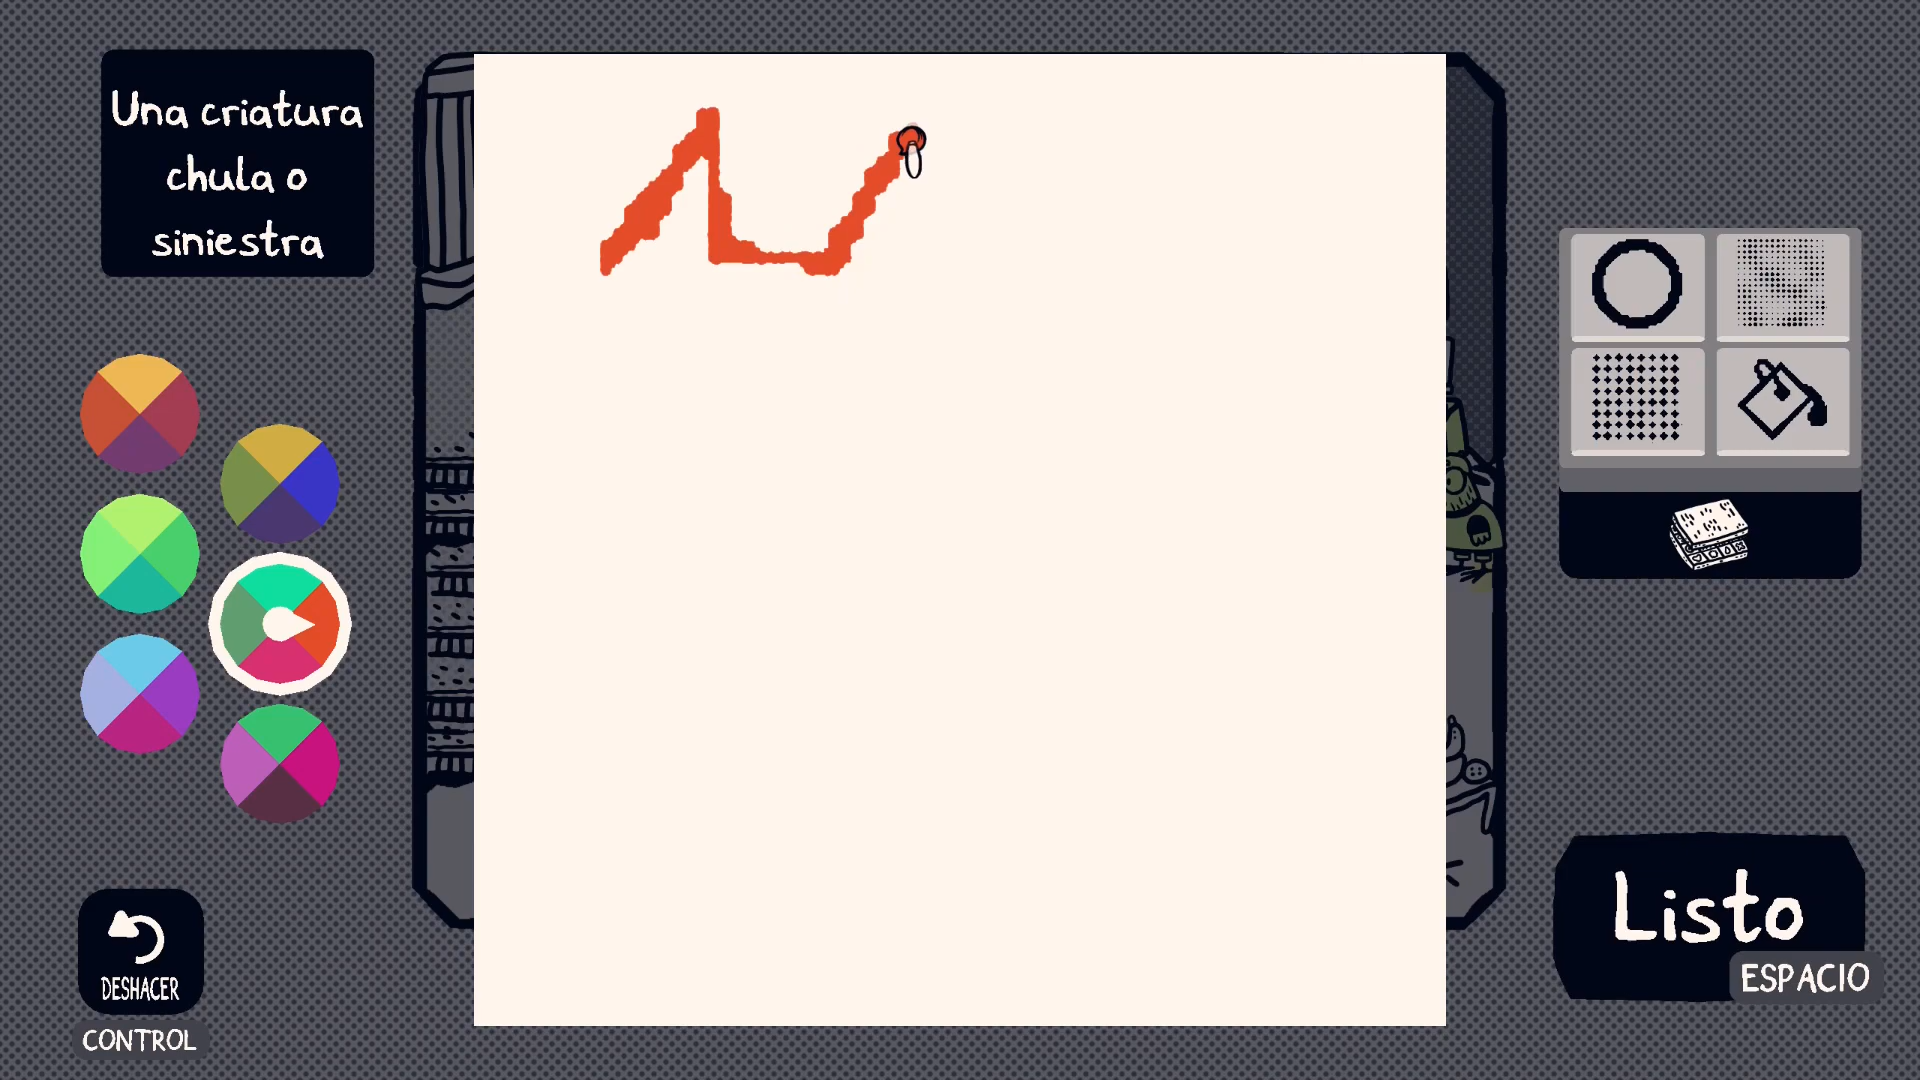 Una criatura
chula o
siniestra
DESHACER
CONTROL
Listo
ESPACIO